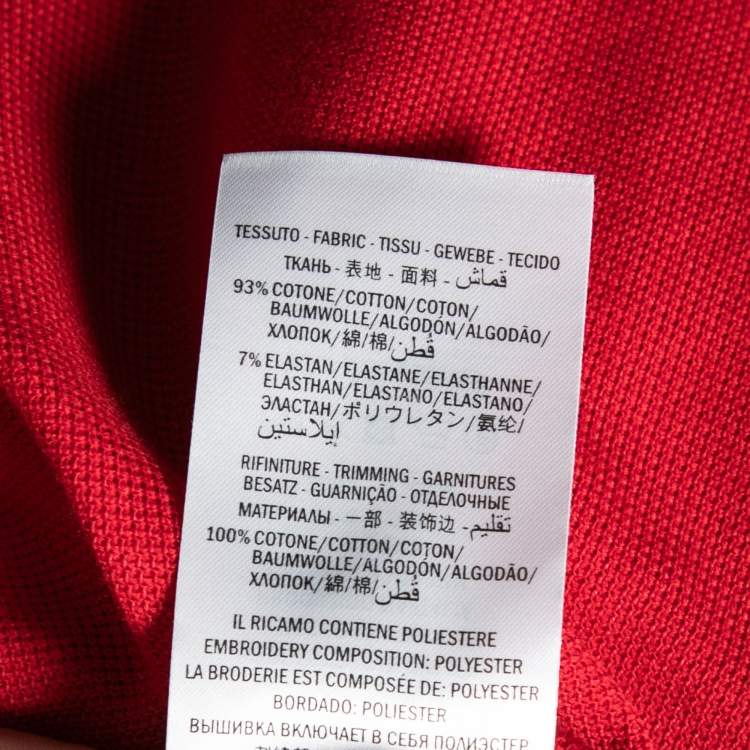 TESSUTO - FABRIC - TISSU - GEWEBE - TECIDO
ТКАНЬ - 表地 - 面料 - قماش
93% COTONE/COTTON/COTON/
BAUMWOLLE/ALGODÓN/ALGODÃO/
ХЛОПОК/綿/棉/قُطن
7% ELASTAN/ELASTANE/ELASTHANNE/
ELASTHAN/ELASTANO/ELASTANO/
ЭЛАСТАН/ポリウレタン/氨纶/
إيلاستين
RIFINITURE - TRIMMING - GARNITURES
BESATZ - GUARNIÇÃO - ОТДЕЛОЧНЫЕ
МАТЕРИАЛЫ - 一部 - 装饰边 - تقليم
100% COTONE/COTTON/COTON/
BAUMWOLLE/ALGODÓN/ALGODÃO/
ХЛОПОК/綿/棉/قُطن
IL RICAMO CONTIENE POLIESTERE
EMBROIDERY COMPOSITION: POLYESTER
LA BRODERIE EST COMPOSÉE DE: POLYESTER
BORDADO: POLIESTER
ВЫШИВКА ВКЛЮЧАЕТ В СЕБЯ ПОЛИЭСТЕР